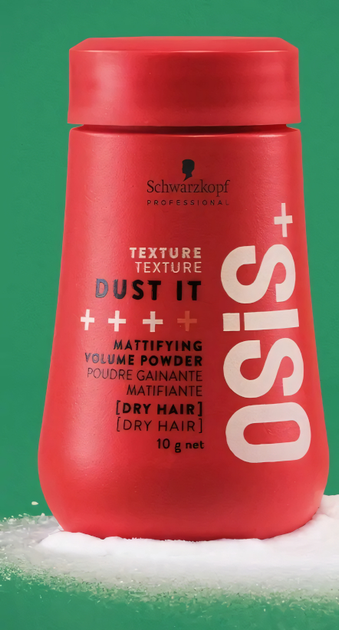 Schwarzkopf
PROFESSIONAL
TEXTURE
TEXTURE
DUST IT
++++
MATTIFYING
VOLUME POWDER
POUDRE GAINANTE
MATIFIANTE
[DRY HAIR]
[DRY HAIR]
10 g net
OSiS+